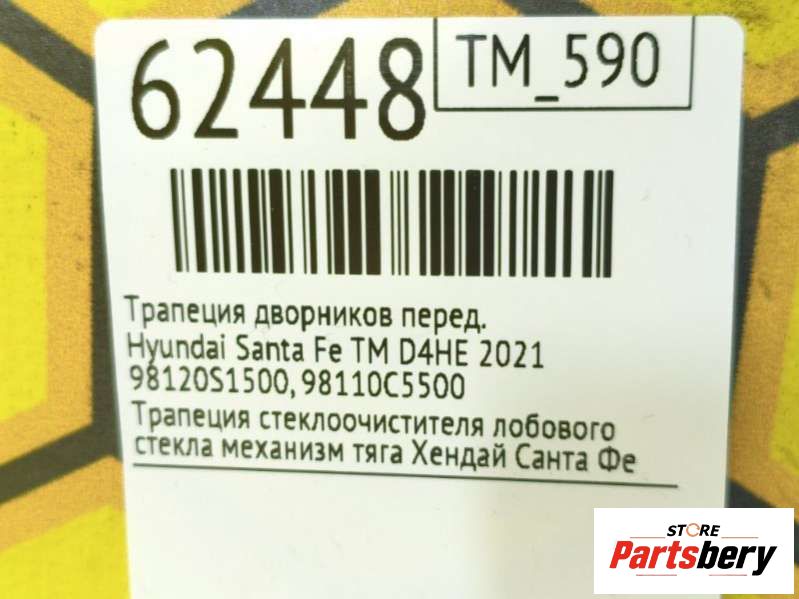 62448
TM_590
Трапеция дворников перед.
Hyundai Santa Fe TM D4HE 2021
98120S1500, 98110C5500
Трапеция стеклоочистителя лобового
стекла механизм тяга Хендай Санта Фе
STORE
Partsbery